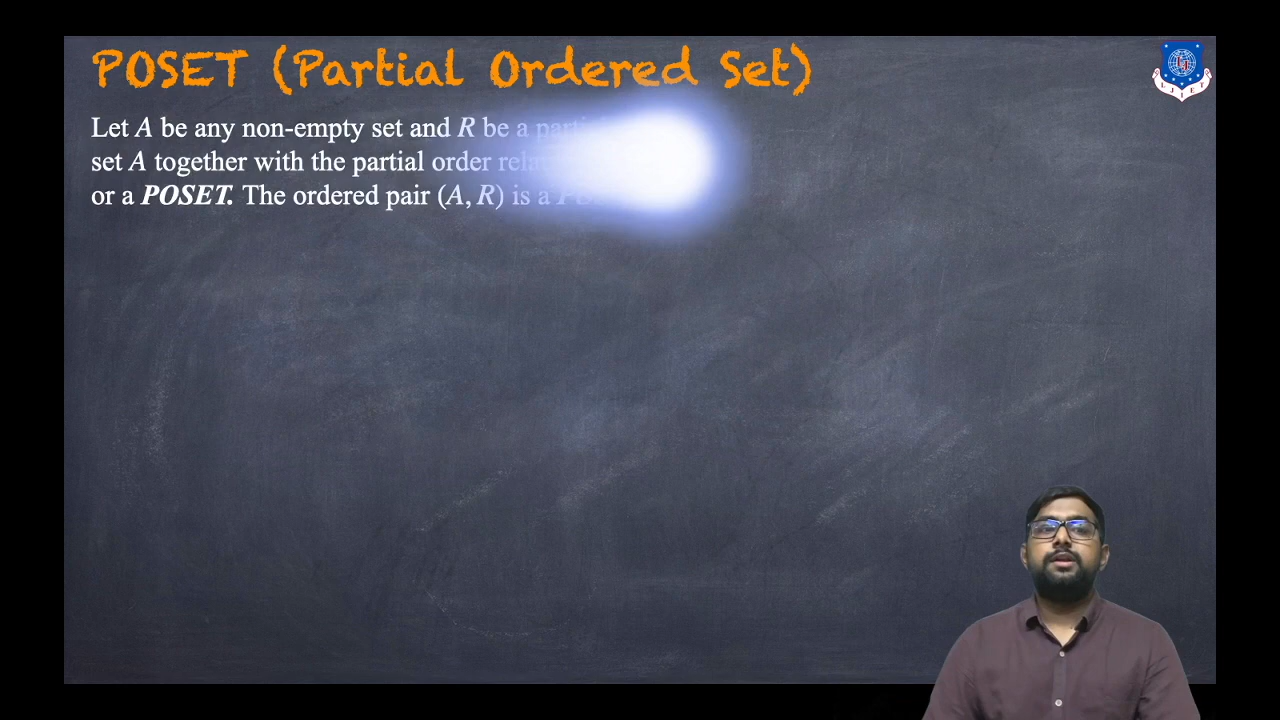 POSET (Partial Ordered Set)
Let A be any non-empty set and R be a
set A together with the partial order
or a POSET. The ordered pair (A, R) is a
LJIET